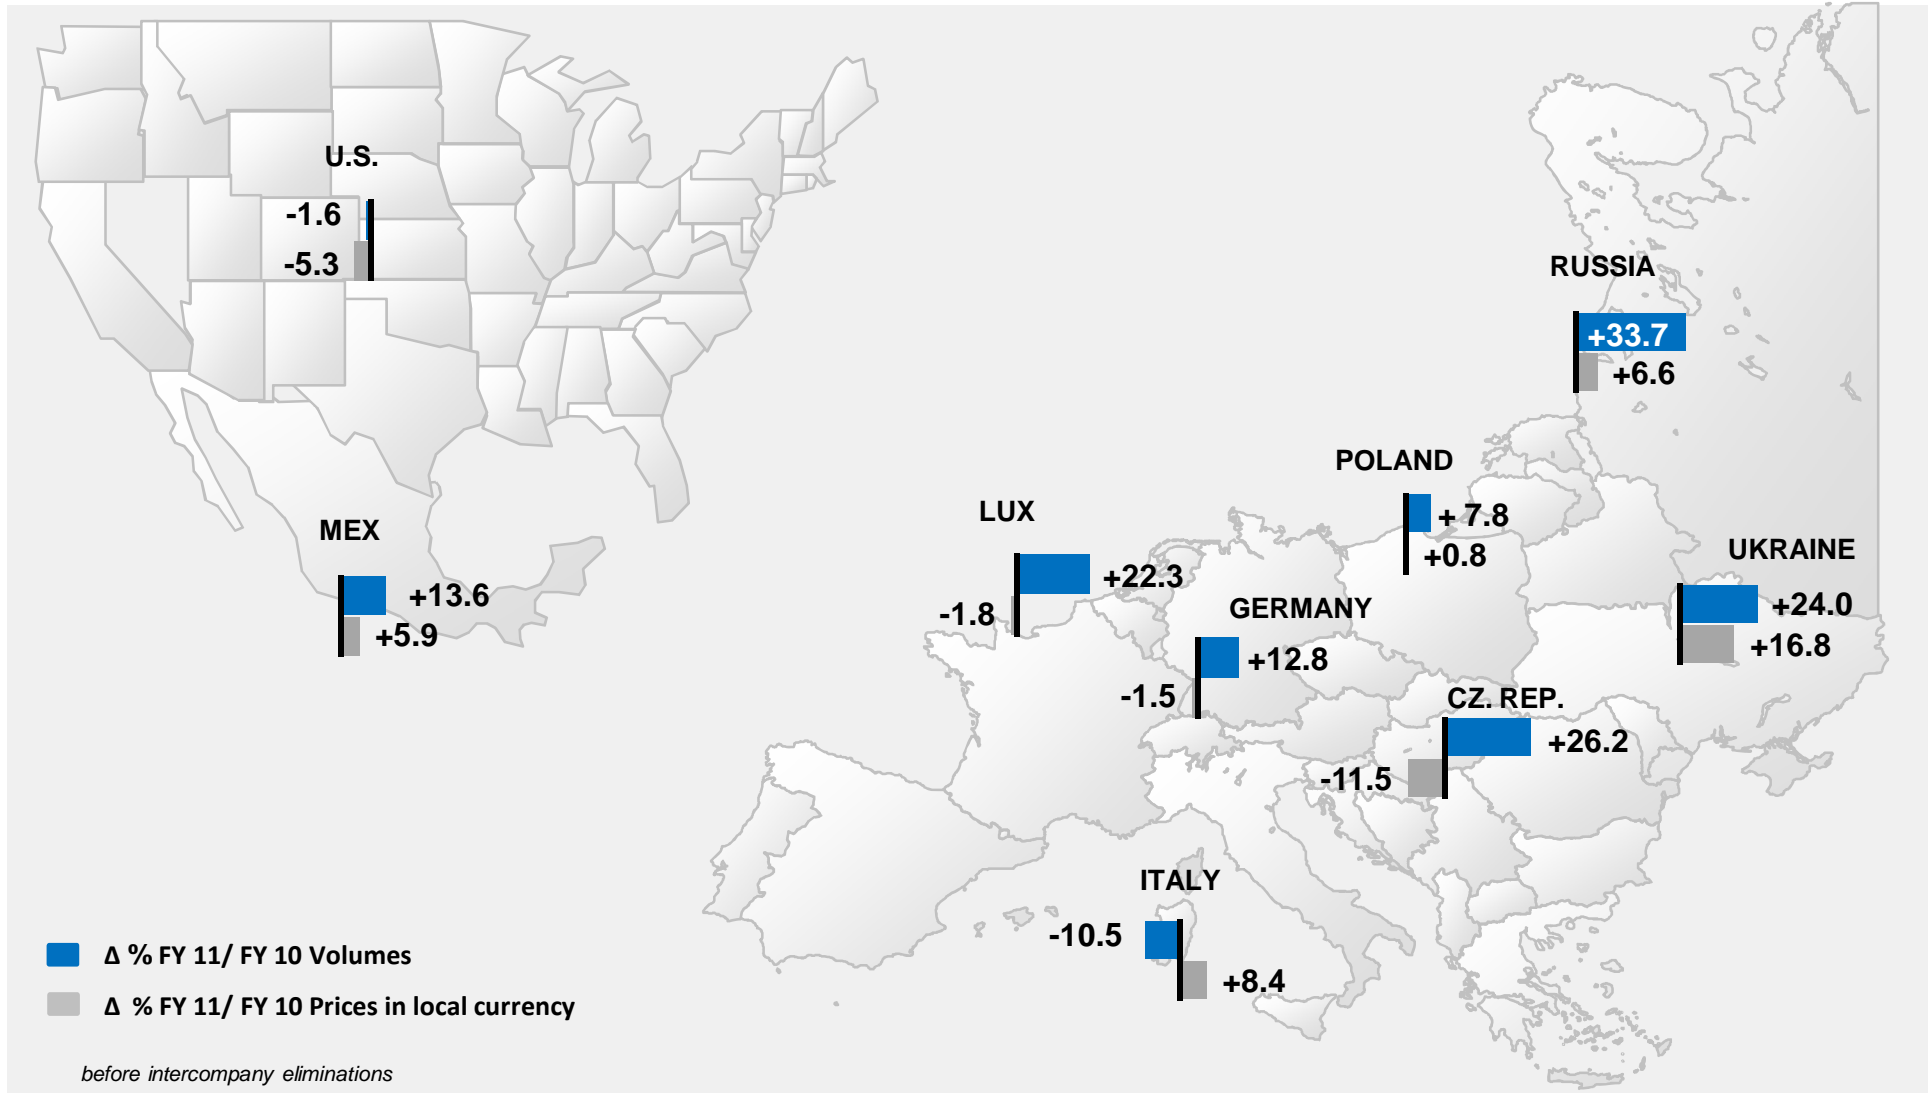 U.S.
-1.6
-5.3
MEX
+13.6
+5.9
RUSSIA
+33.7
+6.6
POLAND
+ 7.8
+0.8
LUX
+22.3
-1.8
UKRAINE
+24.0
+16.8
GERMANY
+12.8
-1.5
CZ. REP.
+26.2
-11.5
ITALY
-10.5
+8.4
Δ % FY 11/ FY 10 Volumes
Δ % FY 11/ FY 10 Prices in local currency
before intercompany eliminations